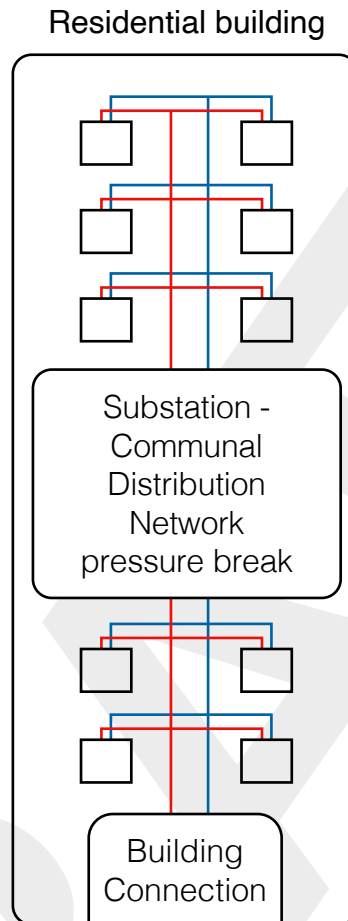 Residential building
Substation -
Communal
Distribution
Network
pressure break
Building
Connection